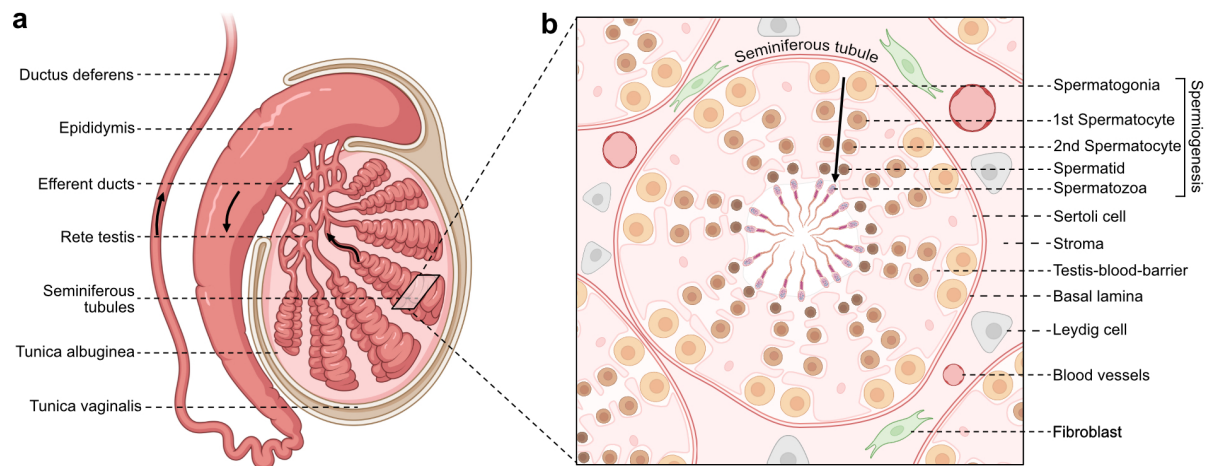 a
Ductus deferens
Epididymis
Efferent ducts
Rete testis
Seminiferous
tubules
Tunica albuginea
Tunica vaginalis
b
Seminiferous tubule
Spermatogonia
1st Spermatocyte
2nd Spermatocyte
Spermatid
Spermatozoa
Spermiogenesis
Sertoli cell
Stroma
Testis-blood-barrier
Basal lamina
Leydig cell
Blood vessels
Fibroblast